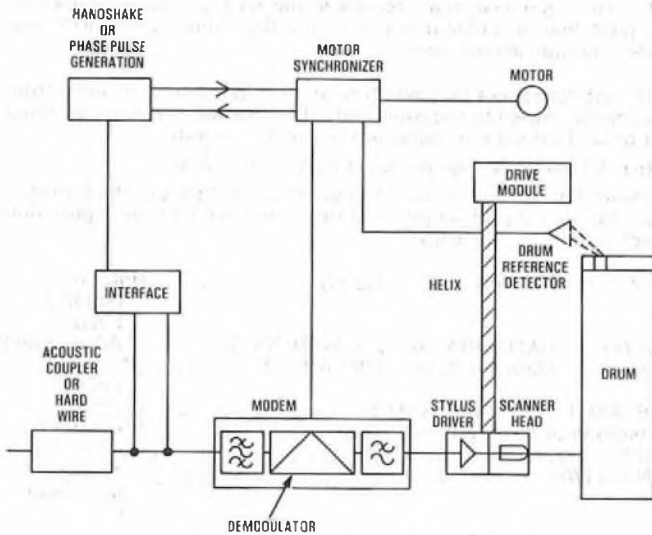 HANDSHAKE
OR
PHASE PULSE
GENERATION
MOTOR
SYNCHRONIZER
MOTOR
DRIVE
MODULE
DRUM
REFERENCE
DETECTOR
HELIX
INTERFACE
ACOUSTIC
COUPLER
OR
HARD
WIRE
MODEM
STYLUS
DRIVER
SCANNER
HEAD
DRUM
DEMODULATOR